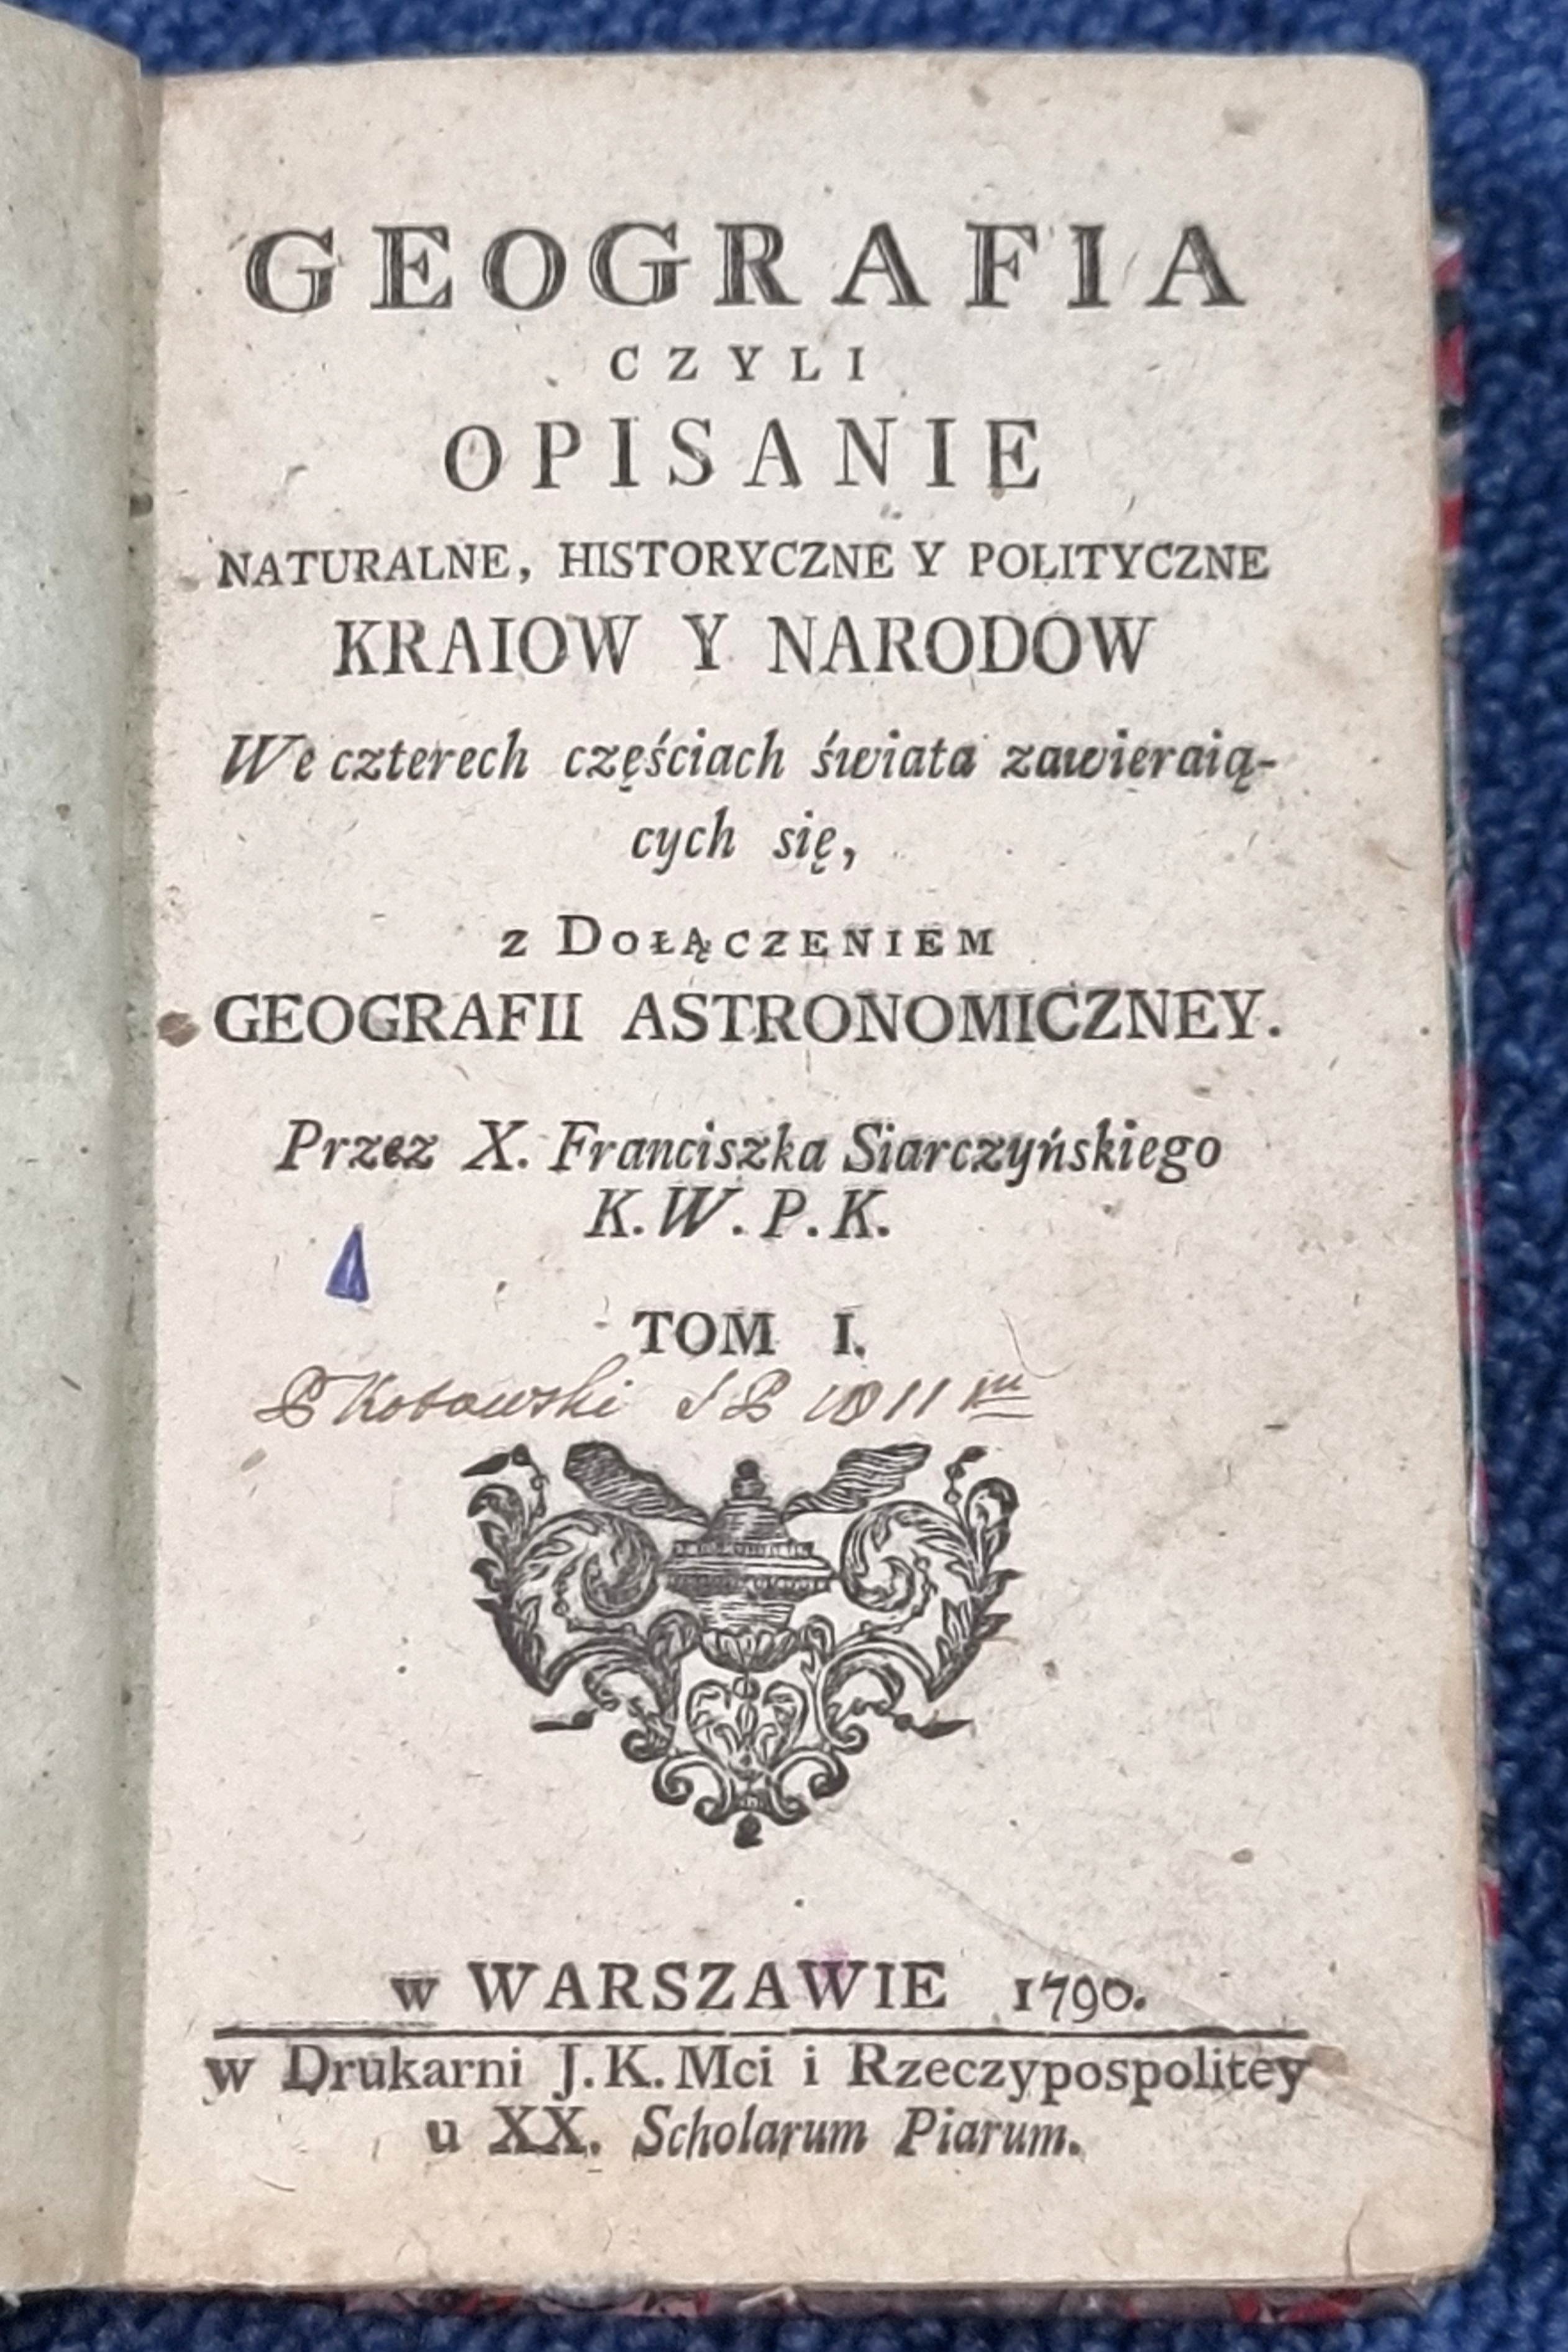 GEOGRAFIA
CZYLI
OPISANIE
NATURALNE, HISTORYCZNE Y POLITYCZNE
KRAIOW Y NARODOW
We czterech częściach świata zawieraią-
cych się,
z DOŁĄCZENIEM
GEOGRAFII ASTRONOMICZNEY.
Przez X. Franciszka Siarczyńskiego
K. W. P. K.
TOM I.
1811
w WARSZAWIE 1790.
w Drukarni J. K. Mci i Rzeczypospolitey
u XX. Scholarum Piarum.